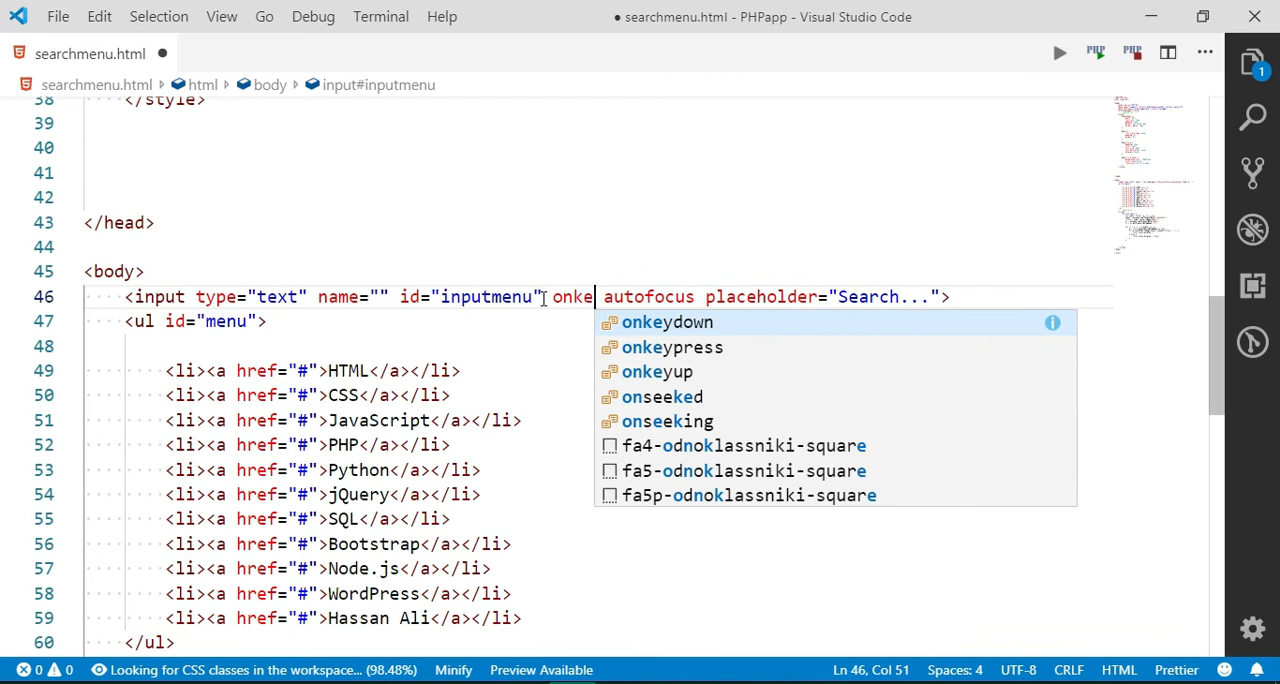 File Edit Selection View Go Debug Terminal Help ● searchmenu.html - PHPapp - Visual Studio Code
searchmenu.html ●
PHP PHP
searchmenu.html html body input#inputmenu
1
38 </style>
39
40
41
42
43 </head>
44
45 <body>
46 <input type="text" name="" id="inputmenu" onke autofocus placeholder="Search...">
47 <ul id="menu">
onkeydown
48
onkeypress
49 <li><a href="#">HTML</a></li>
onkeyup
50 <li><a href="#">CSS</a></li>
onseeked
51 <li><a href="#">JavaScript</a></li>
onseeking
52 <li><a href="#">PHP</a></li>
fa4-odnoklassniki-square
53 <li><a href="#">Python</a></li>
fa5-odnoklassniki-square
54 <li><a href="#">jQuery</a></li>
fa5p-odnoklassniki-square
55 <li><a href="#">SQL</a></li>
56 <li><a href="#">Bootstrap</a></li>
57 <li><a href="#">Node.js</a></li>
58 <li><a href="#">WordPress</a></li>
59 <li><a href="#">Hassan Ali</a></li>
60 </ul>
0 0 Looking for CSS classes in the workspace... (98.48%) Minify Preview Available Ln 46, Col 51 Spaces: 4 UTF-8 CRLF HTML Prettier